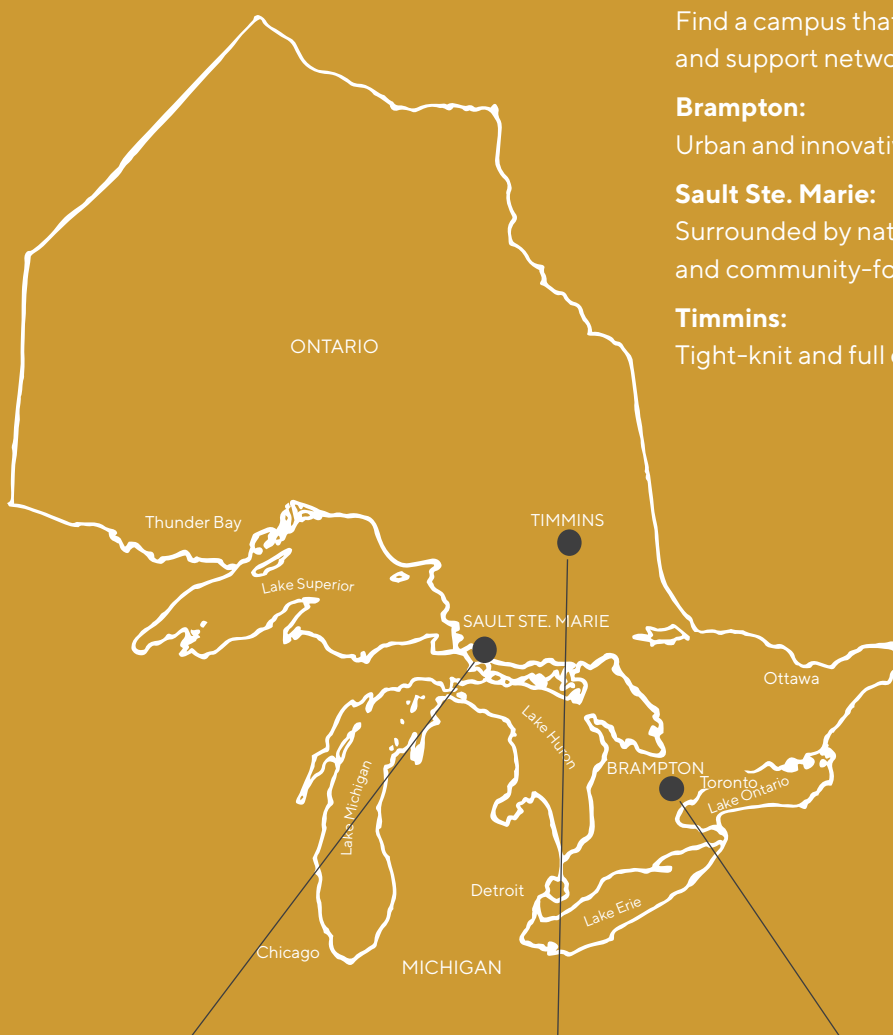 Find a campus that
and support netwo
Brampton:
Urban and innovati
Sault Ste. Marie:
Surrounded by nat
and community-fo
Timmins:
Tight-knit and full
ONTARIO
Thunder Bay
TIMMINS
Lake Superior
SAULT STE. MARIE
Ottawa
Lake Huron
BRAMPTON
Toronto
Lake Ontario
Lake Michigan
Detroit
Lake Erie
Chicago
MICHIGAN